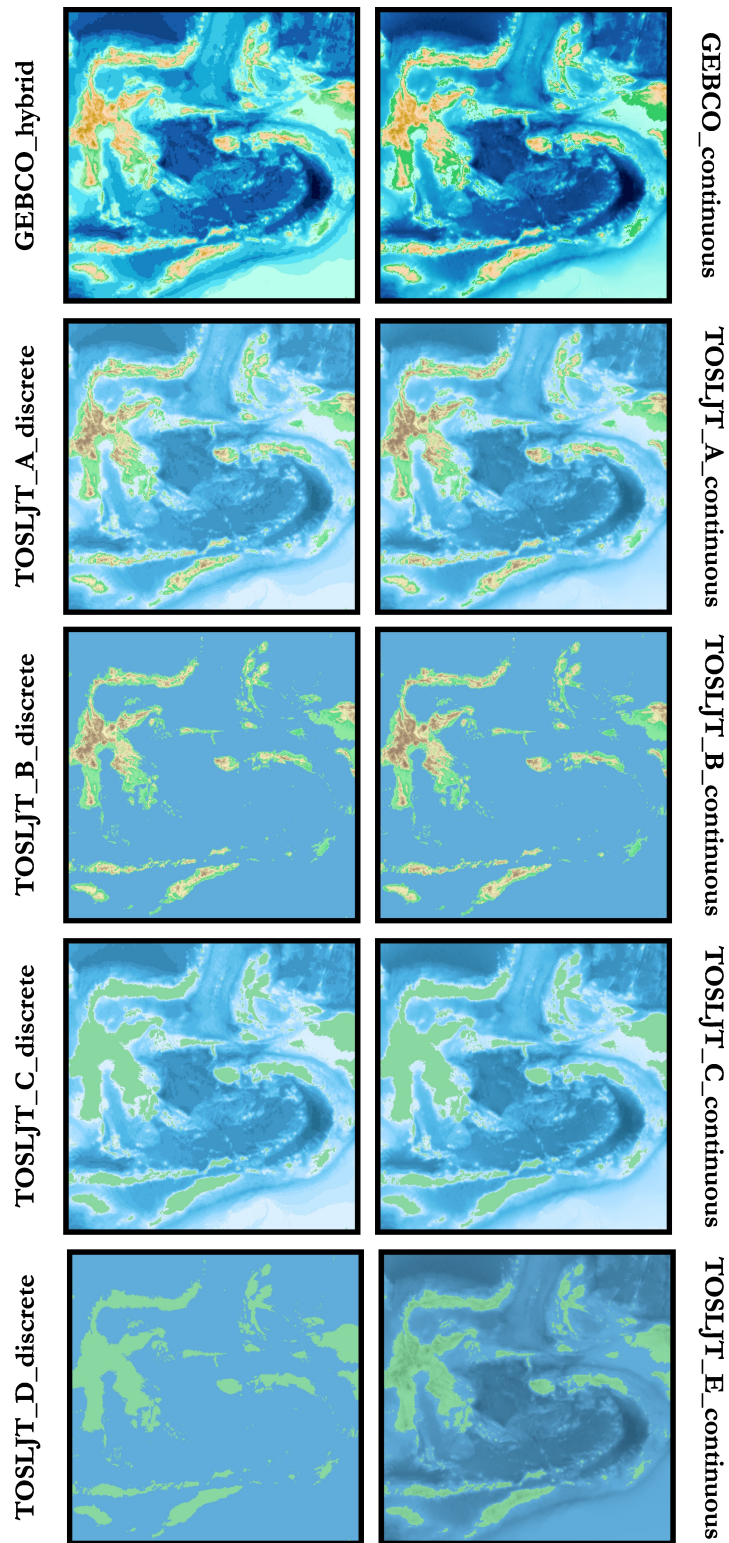 GEBCO_hybrid
GEBCO_continuous
TOSLJT_A_discrete
TOSLJT_A_continuous
TOSLJT_B_discrete
TOSLJT_B_continuous
TOSLJT_C_discrete
TOSLJT_C_continuous
TOSLJT_D_discrete
TOSLJT_E_continuous